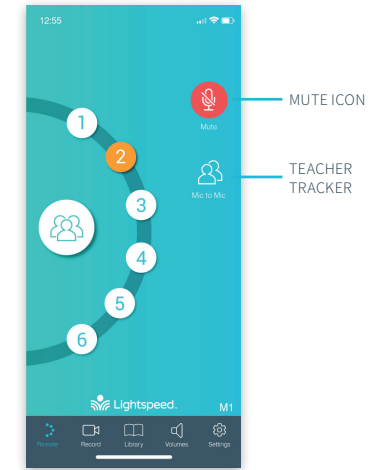 12:55
1
2
3
4
5
6
Mute
Mic to Mic
MUTE ICON
TEACHER
TRACKER
Lightspeed.
M1
Remote
Record
Library
Volumes
Settings